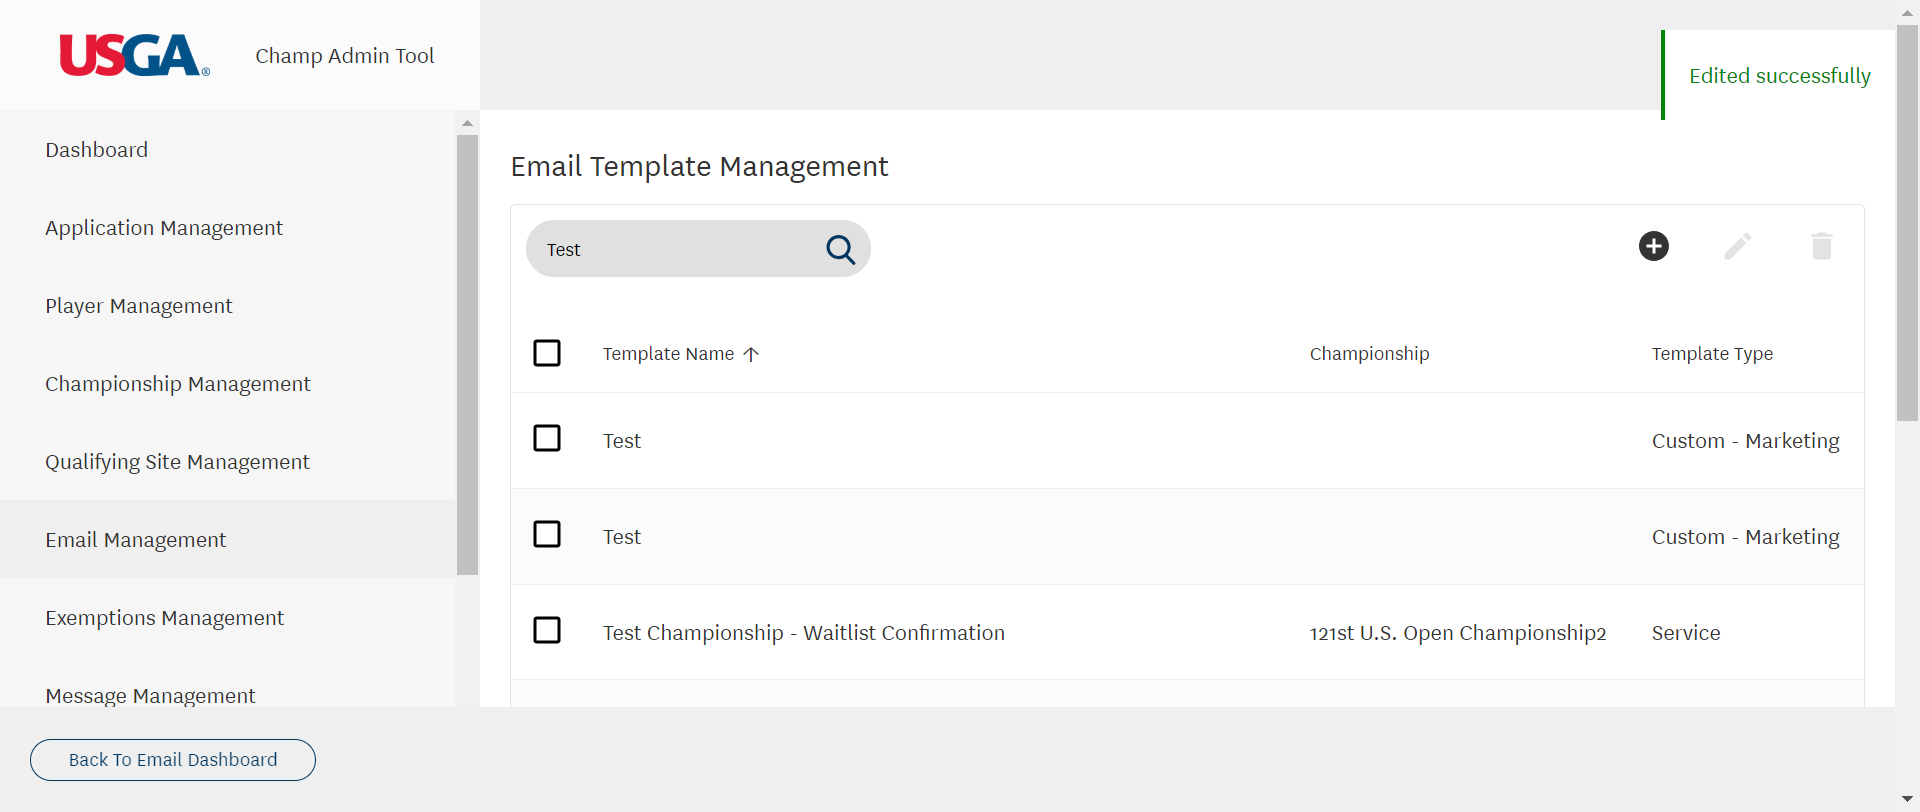 USGA®
Champ Admin Tool
Edited successfully
Dashboard
Application Management
Player Management
Championship Management
Qualifying Site Management
Email Management
Exemptions Management
Message Management
Email Template Management
Test
Template Name
Championship
Template Type
Test
Custom - Marketing
Test
Custom - Marketing
Test Championship - Waitlist Confirmation
121st U.S. Open Championship2
Service
Back To Email Dashboard